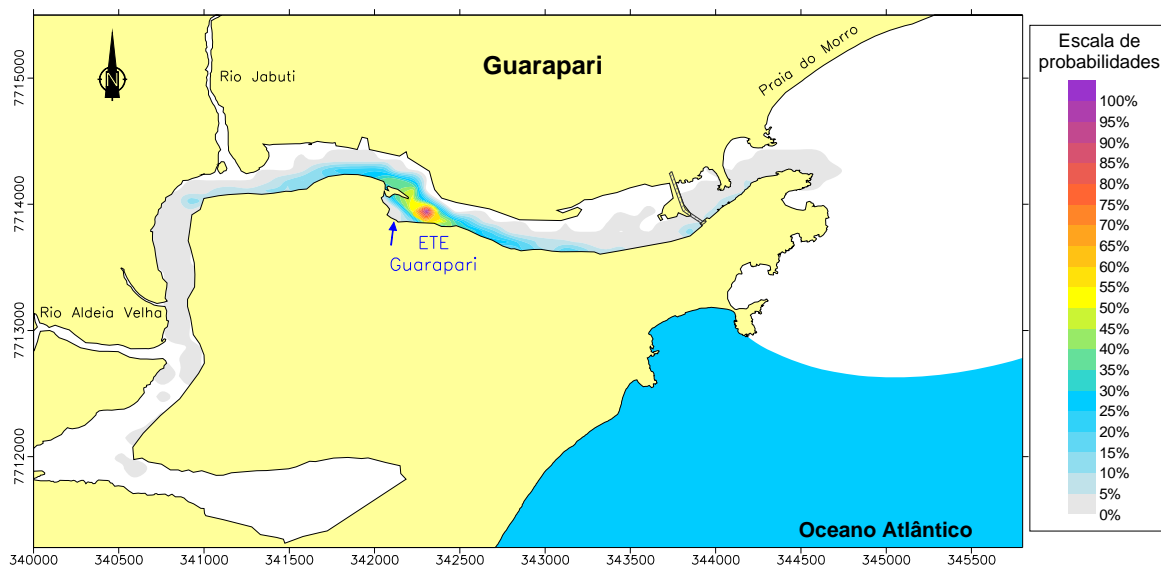 Guarapari
Rio Jabuti
Praia do Morro
N
ETE
Guarapari
Rio Aldeia Velha
Oceano Atlântico
7715000
7714000
7713000
7712000
340000 340500 341000 341500 342000 342500 343000 343500 344000 344500 345000 345500
Escala de
probabilidades
100%
95%
90%
85%
80%
75%
70%
65%
60%
55%
50%
45%
40%
35%
30%
25%
20%
15%
10%
5%
0%